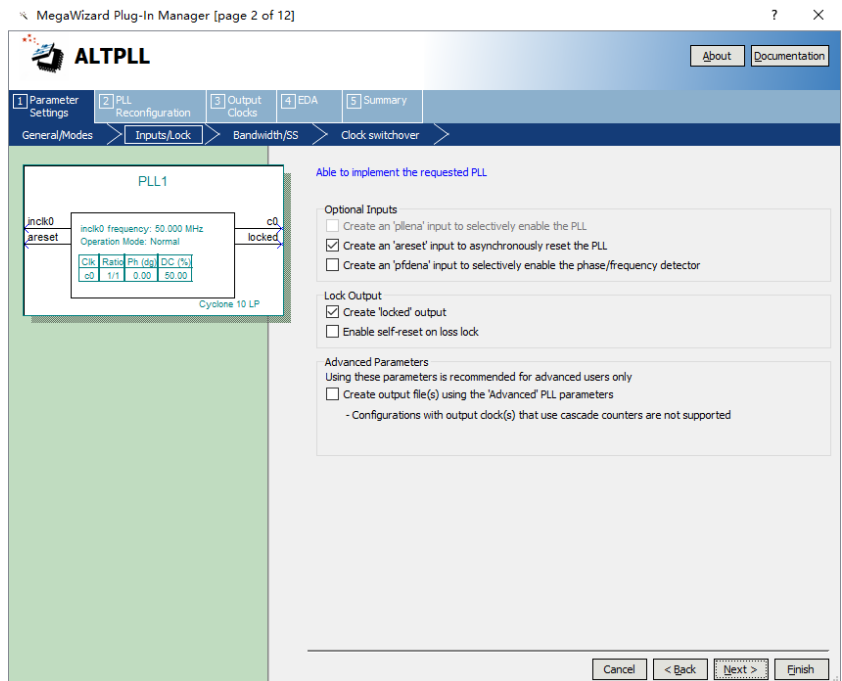 MegaWizard Plug-In Manager [page 2 of 12]
? ×
ALTPLL
About Documentation
1 Parameter Settings
2 PLL Reconfiguration
3 Output Clocks
4 EDA
5 Summary
General/Modes Inputs/Lock Bandwidth/SS Clock switchover
PLL1
inclk0 c0
areset locked
inclk0 frequency: 50.000 MHz
Operation Mode: Normal
Clk Ratio Ph (dg) DC (%)
c0 1/1 0.00 50.00
Cyclone 10 LP
Able to implement the requested PLL
Optional Inputs
Create an 'pllena' input to selectively enable the PLL
Create an 'areset' input to asynchronously reset the PLL
Create an 'pfdena' input to selectively enable the phase/frequency detector
Lock Output
Create 'locked' output
Enable self-reset on loss lock
Advanced Parameters
Using these parameters is recommended for advanced users only
Create output file(s) using the 'Advanced' PLL parameters
- Configurations with output clock(s) that use cascade counters are not supported
Cancel < Back Next > Finish